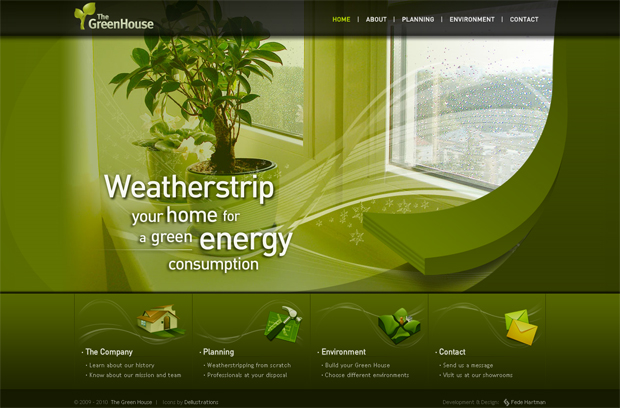 The
GreenHouse
HOME | ABOUT | PLANNING | ENVIRONMENT | CONTACT
Weatherstrip
your home for
a green energy
consumption
· The Company
• Learn about our history
• Know about our mission and team
· Planning
• Weatherstripping from scratch
• Professionals at your disposal
· Environment
• Build your Green House
• Choose different environments
· Contact
• Send us a message
• Visit us at our showrooms
© 2009 - 2010 The Green House | Icons by Dellustrations
Development & Design: Fede Hartman